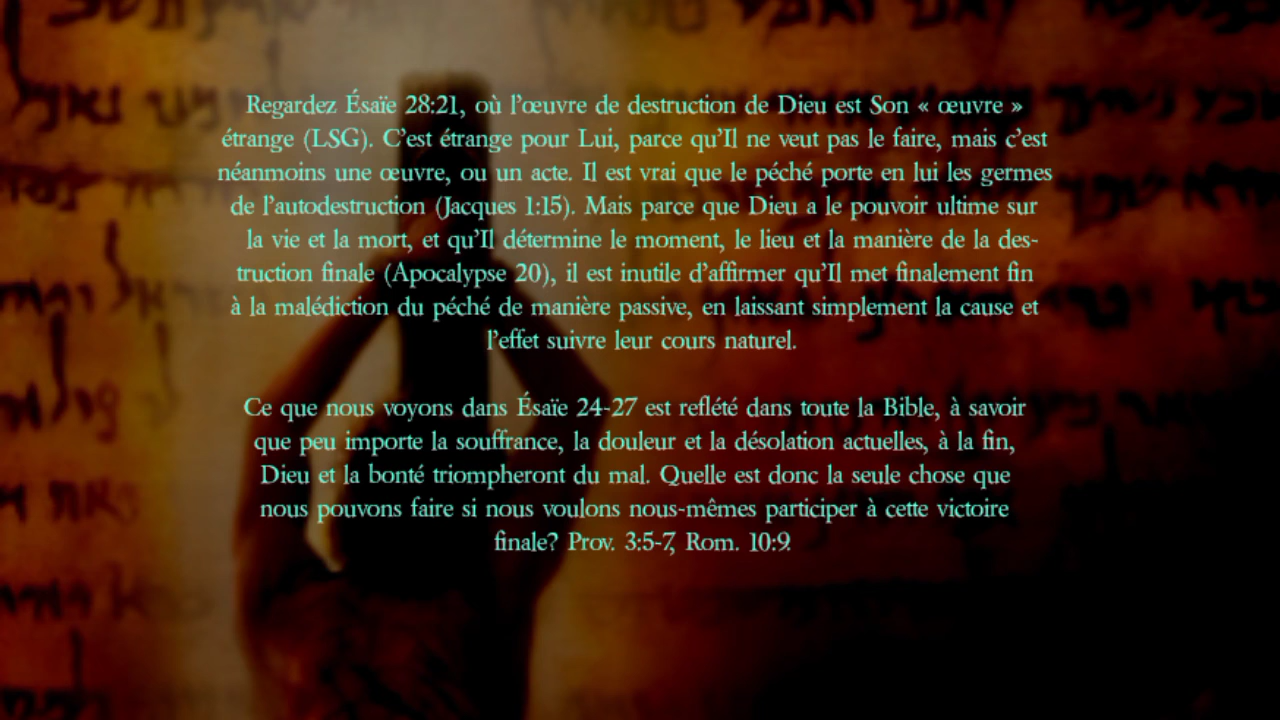 Regardez Ésaïe 28:21, où l’œuvre de destruction de Dieu est Son « œuvre »
étrange (LSG). C’est étrange pour Lui, parce qu’Il ne veut pas le faire, mais c’est
néanmoins une œuvre, ou un acte. Il est vrai que le péché porte en lui les germes
de l’autodestruction (Jacques 1:15). Mais parce que Dieu a le pouvoir ultime sur
la vie et la mort, et qu’Il détermine le moment, le lieu et la manière de la des-
truction finale (Apocalypse 20), il est inutile d’affirmer qu’Il met finalement fin
à la malédiction du péché de manière passive, en laissant simplement la cause et
l’effet suivre leur cours naturel.
Ce que nous voyons dans Ésaïe 24-27 est reflété dans toute la Bible, à savoir
que peu importe la souffrance, la douleur et la désolation actuelles, à la fin,
Dieu et la bonté triompheront du mal. Quelle est donc la seule chose que
nous pouvons faire si nous voulons nous-mêmes participer à cette victoire
finale? Prov. 3:5-7, Rom. 10:9.